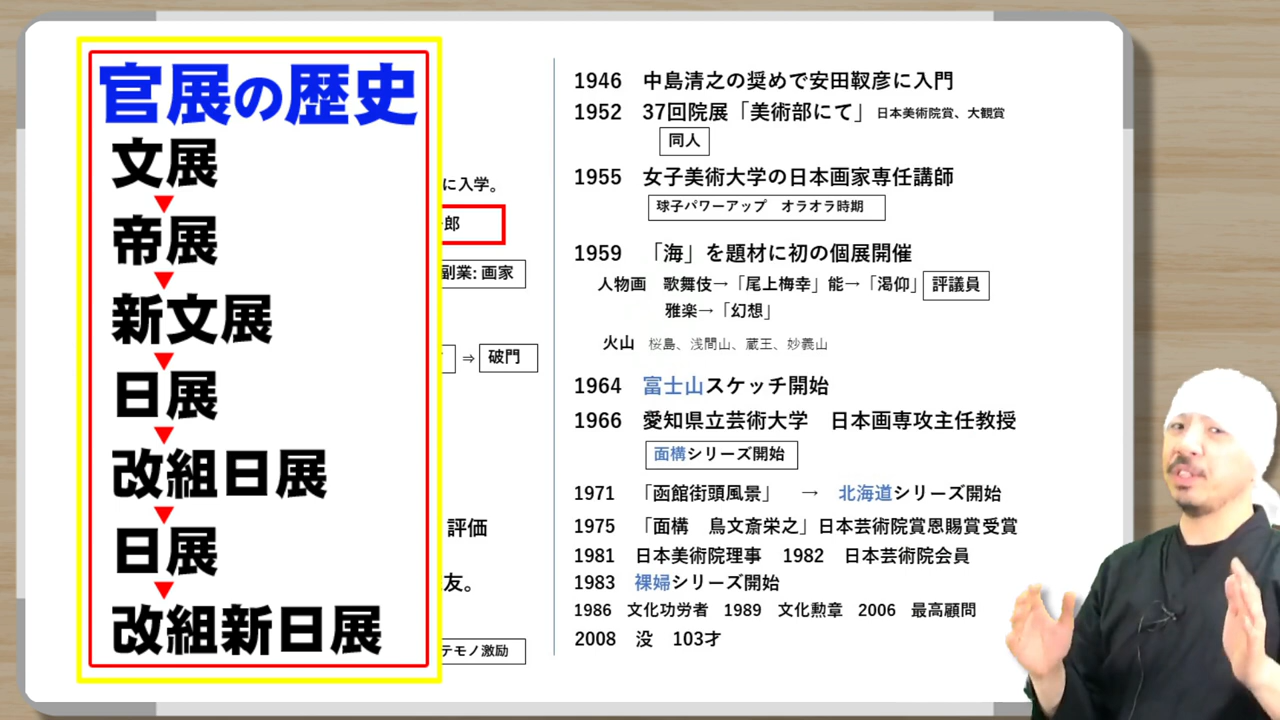 官展の歴史
文展
帝展
新文展
日展
改組日展
日展
改組新日展
に入学。
郎
副業: 画家
⇒ 破門
評価
友。
テモノ激励
1946 中島清之の奨めで安田靫彦に入門
1952 37回院展「美術部にて」 日本美術院賞、大観賞
同人
1955 女子美術大学の日本画家専任講師
球子パワーアップ オラオラ時期
1959 「海」を題材に初の個展開催
人物画 歌舞伎→「尾上梅幸」能→「渇仰」 評議員
雅楽→「幻想」
火山 桜島、浅間山、蔵王、妙義山
1964 富士山スケッチ開始
1966 愛知県立芸術大学 日本画専攻主任教授
面構シリーズ開始
1971 「函館街頭風景」 → 北海道シリーズ開始
1975 「面構 鳥文斎栄之」日本芸術院賞恩賜賞受賞
1981 日本美術院理事 1982 日本芸術院会員
1983 裸婦シリーズ開始
1986 文化功労者 1989 文化勲章 2006 最高顧問
2008 没 103才